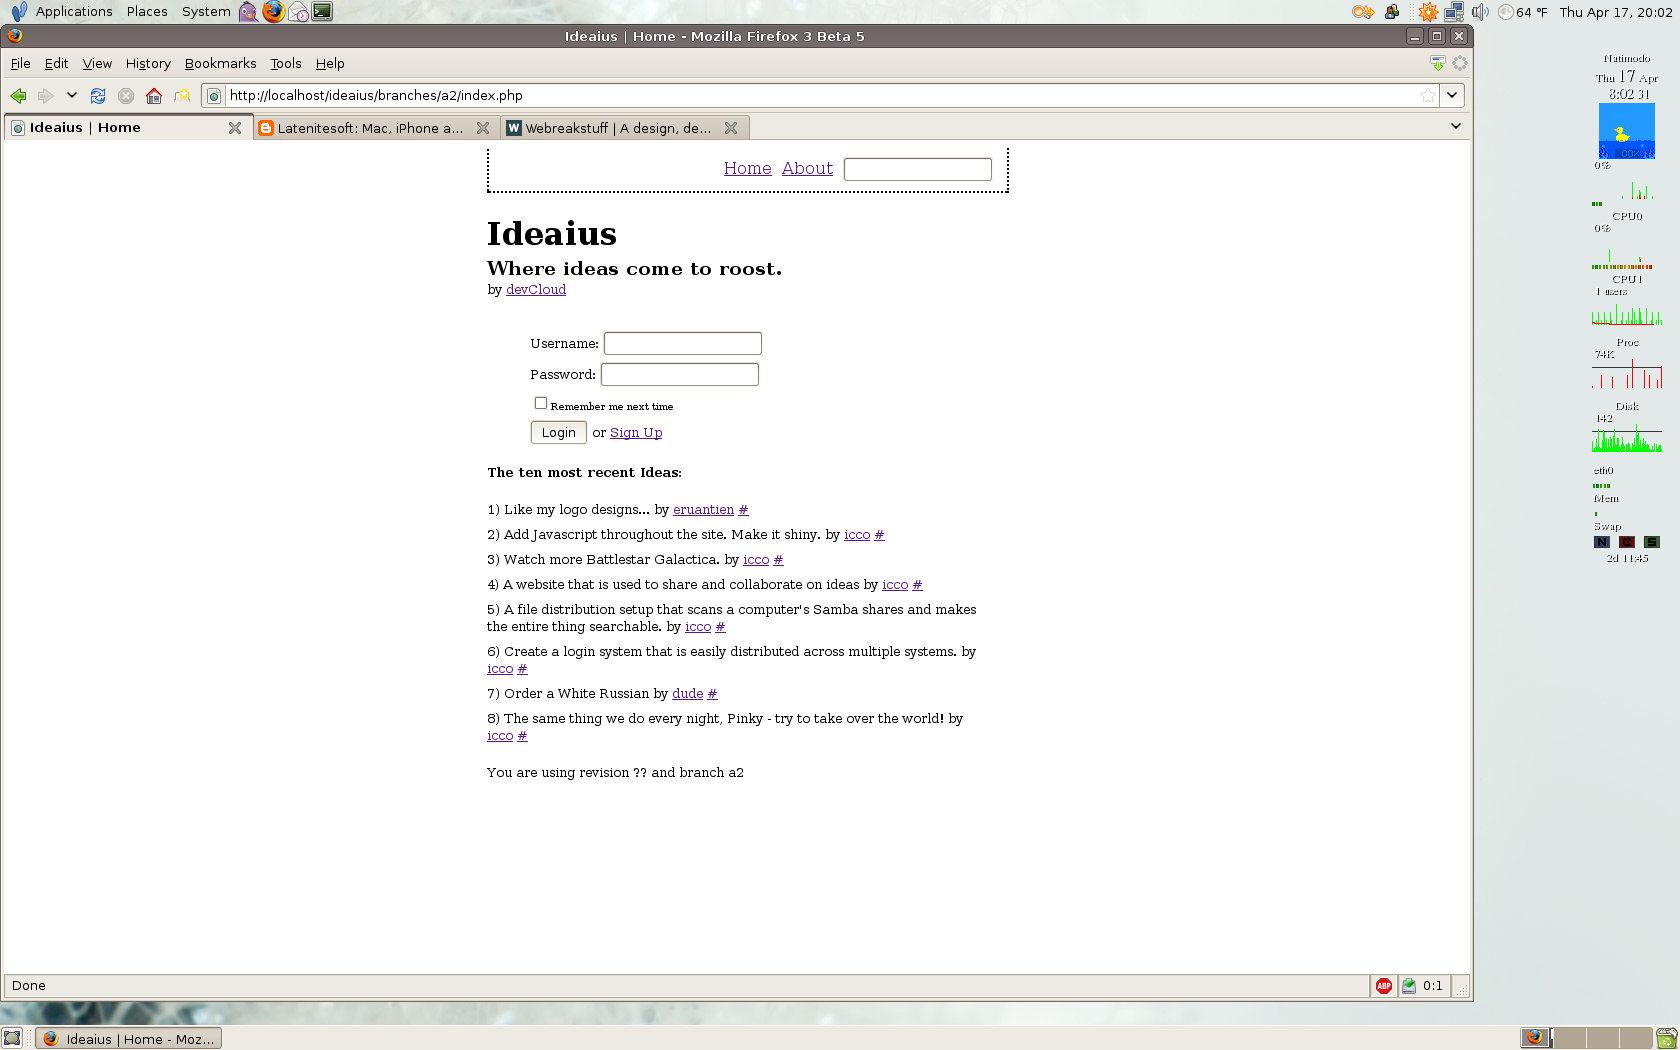 Applications Places System 64 °F Thu Apr 17, 20:02
Ideaius | Home - Mozilla Firefox 3 Beta 5
File Edit View History Bookmarks Tools Help
http://localhost/ideaius/branches/a2/index.php
Ideaius | Home
Latenitesoft: Mac, iPhone a...
W Webreakstuff | A design, de...
Home About
Ideaius
Where ideas come to roost.
by devCloud
Username:
Password:
Remember me next time
Login or Sign Up
The ten most recent Ideas:
1) Like my logo designs... by eruantien #
2) Add Javascript throughout the site. Make it shiny. by icco #
3) Watch more Battlestar Galactica. by icco #
4) A website that is used to share and collaborate on ideas by icco #
5) A file distribution setup that scans a computer's Samba shares and makes
the entire thing searchable. by icco #
6) Create a login system that is easily distributed across multiple systems. by
icco #
7) Order a White Russian by dude #
8) The same thing we do every night, Pinky - try to take over the world! by
icco #
You are using revision ?? and branch a2
Done
ABP
0:1
Ideaius | Home - Moz...
Natimodo
Thu 17 Apr
8:02 31
0%
CPU0
0%
CPU1
1 users
Proc
74K
Disk
142
eth0
Mem
Swap
N C S
2d 11:45